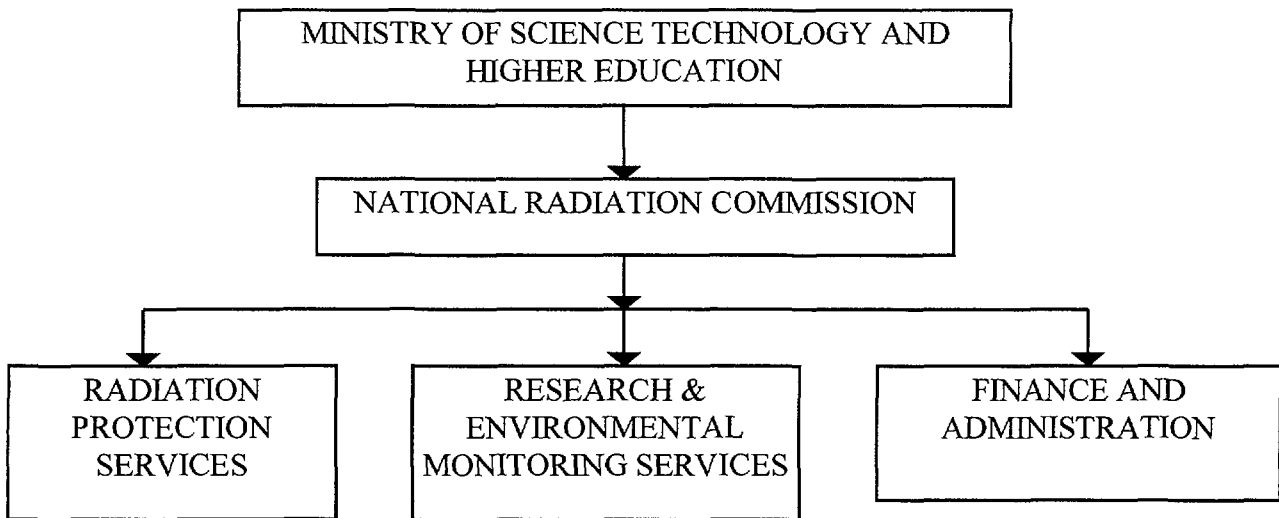 MINISTRY OF SCIENCE TECHNOLOGY AND
HIGHER EDUCATION
NATIONAL RADIATION COMMISSION
RADIATION
PROTECTION
SERVICES
RESEARCH &
ENVIRONMENTAL
MONITORING SERVICES
FINANCE AND
ADMINISTRATION